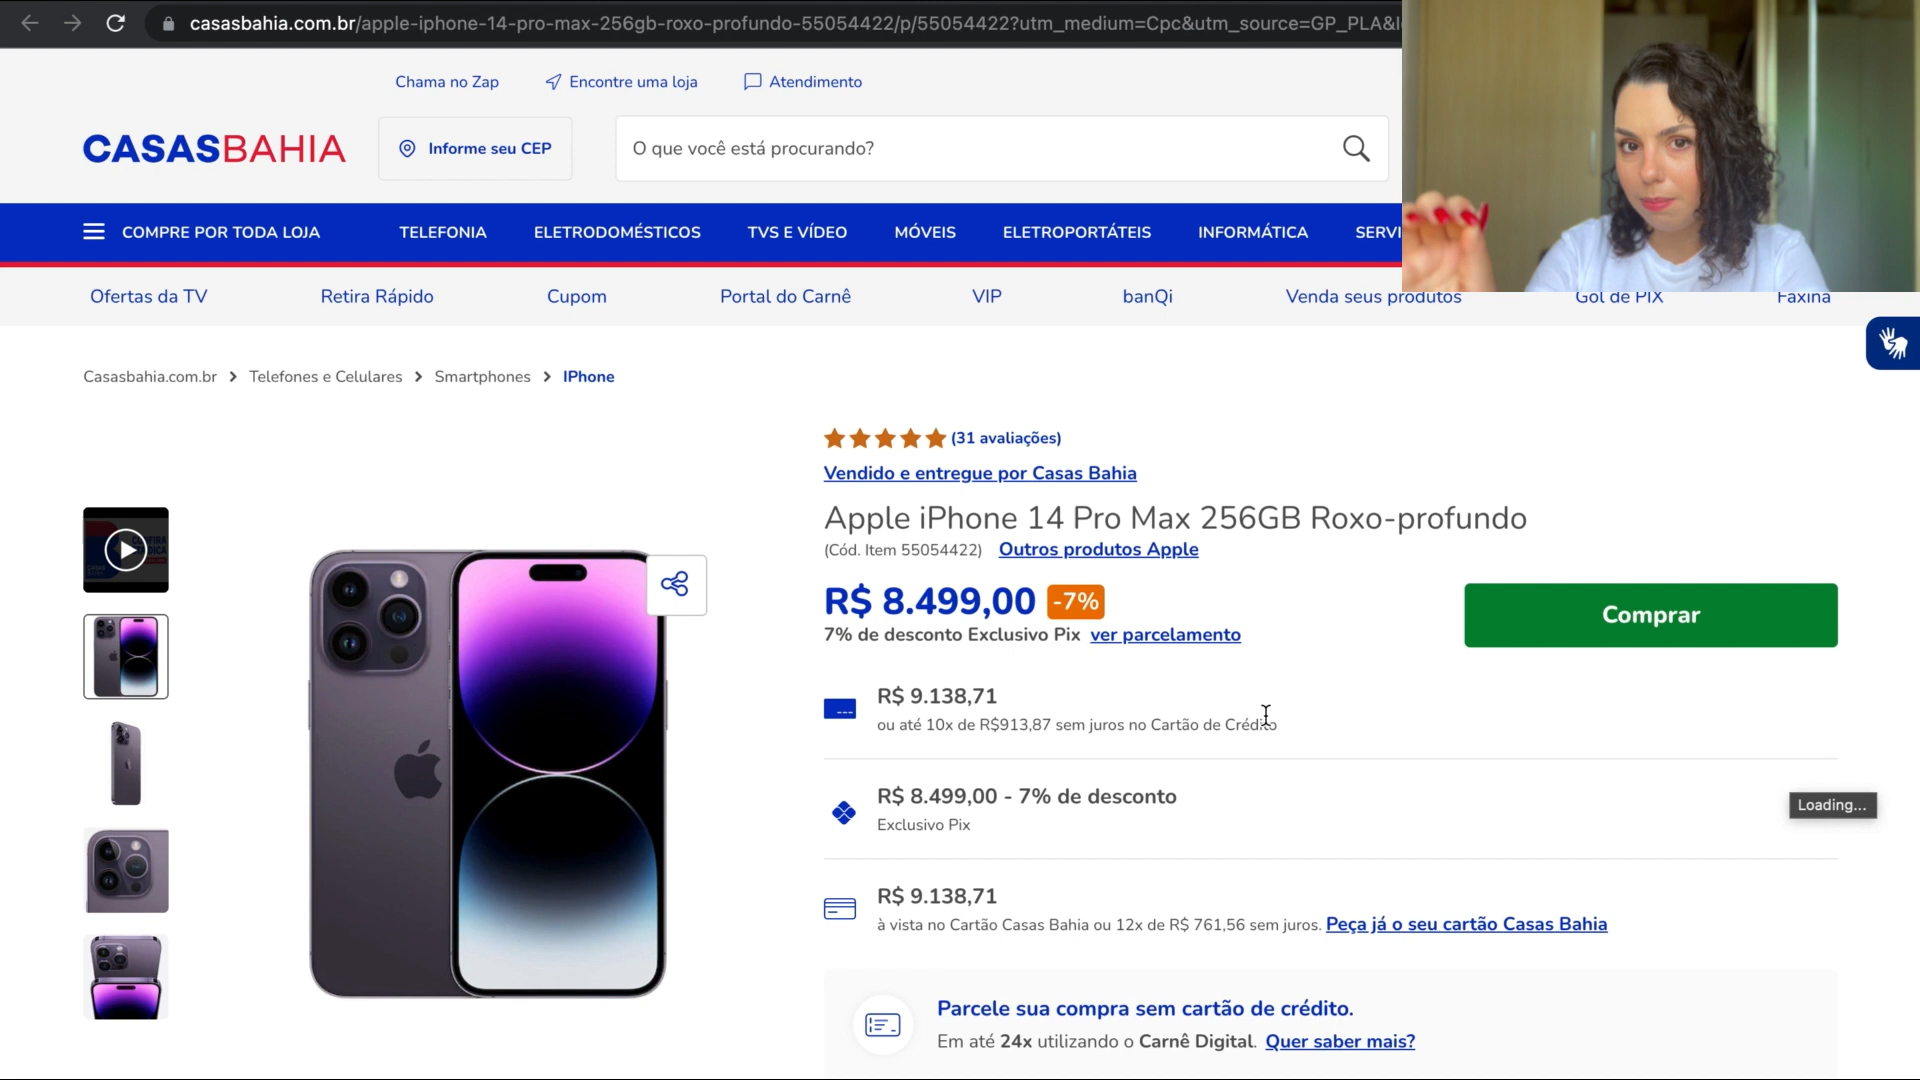 casasbahia.com.br/apple-iphone-14-pro-max-256gb-roxo-profundo-55054422/p/55054422?utm_medium=Cpc&utm_source=GP_PLA&
Chama no Zap
Encontre uma loja
Atendimento
CASASBAHIA
Informe seu CEP
O que você está procurando?
COMPRE POR TODA LOJA
TELEFONIA
ELETRODOMÉSTICOS
TVS E VÍDEO
MÓVEIS
ELETROPORTÁTEIS
INFORMÁTICA
SERVI
Ofertas da TV
Retira Rápido
Cupom
Portal do Carnê
VIP
banQi
Venda seus produtos
Gol de PIX
Faxina
Casasbahia.com.br > Telefones e Celulares > Smartphones > IPhone
(31 avaliações)
Vendido e entregue por Casas Bahia
Apple iPhone 14 Pro Max 256GB Roxo-profundo
(Cód. Item 55054422) Outros produtos Apple
R$ 8.499,00 -7%
Comprar
7% de desconto Exclusivo Pix ver parcelamento
R$ 9.138,71
ou até 10x de R$913,87 sem juros no Cartão de Crédito
R$ 8.499,00 - 7% de desconto
Exclusivo Pix
Loading...
R$ 9.138,71
à vista no Cartão Casas Bahia ou 12x de R$ 761,56 sem juros. Peça já o seu cartão Casas Bahia
Parcele sua compra sem cartão de crédito.
Em até 24x utilizando o Carnê Digital. Quer saber mais?